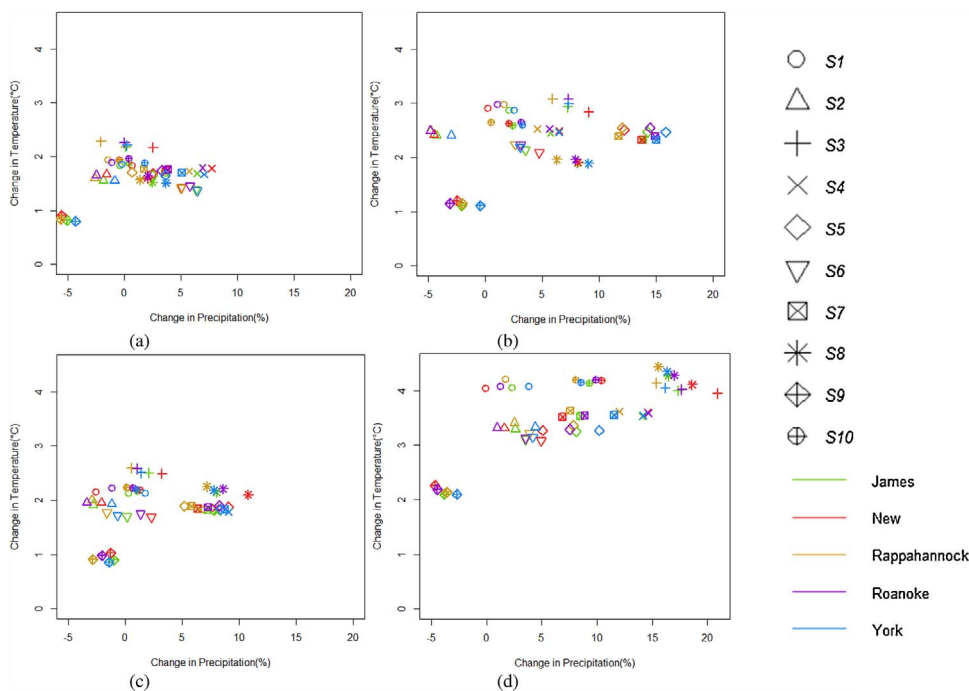 4
3
2
1
0
Change in Temperature(°C)
-5 0 5 10 15 20
Change in Precipitation(%)
(a)
4
3
2
1
0
Change in Temperature(°C)
-5 0 5 10 15 20
Change in Precipitation(%)
(b)
4
3
2
1
0
Change in Temperature(°C)
-5 0 5 10 15 20
Change in Precipitation(%)
(c)
4
3
2
1
0
Change in Temperature(°C)
-5 0 5 10 15 20
Change in Precipitation(%)
(d)
S1
S2
S3
S4
S5
S6
S7
S8
S9
S10
James
New
Rappahannock
Roanoke
York